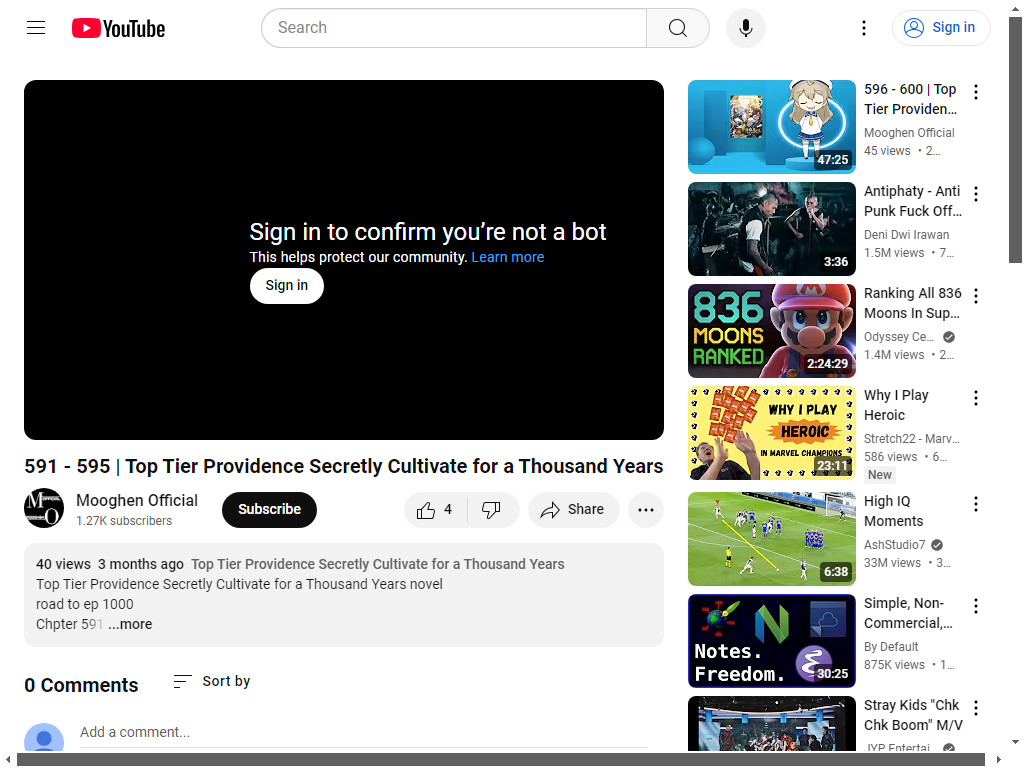 YouTube
Search
Sign in
Sign in to confirm you’re not a bot
This helps protect our community. Learn more
Sign in
591 - 595 | Top Tier Providence Secretly Cultivate for a Thousand Years
Mooghen Official
1.27K subscribers
Subscribe
4
Share
40 views 3 months ago Top Tier Providence Secretly Cultivate for a Thousand Years
Top Tier Providence Secretly Cultivate for a Thousand Years novel
road to ep 1000
Chpter 591 ...more
0 Comments
Sort by
Add a comment...
47:25
596 - 600 | Top
Tier Providen...
Mooghen Official
45 views • 2...
3:36
Antiphaty - Anti
Punk Fuck Off...
Deni Dwi Irawan
1.5M views • 7...
836
MOONS
RANKED
2:24:29
Ranking All 836
Moons In Sup...
Odyssey Ce...
1.4M views • 2...
WHY I PLAY
HEROIC
IN MARVEL CHAMPIONS
23:11
Why I Play
Heroic
Stretch22 - Marv...
586 views • 6...
New
6:38
High IQ
Moments
AshStudio7
33M views • 3...
Notes.
Freedom.
30:25
Simple, Non-
Commercial,...
By Default
875K views • 1...
Stray Kids "Chk
Chk Boom" M/V
JYP Entertai...